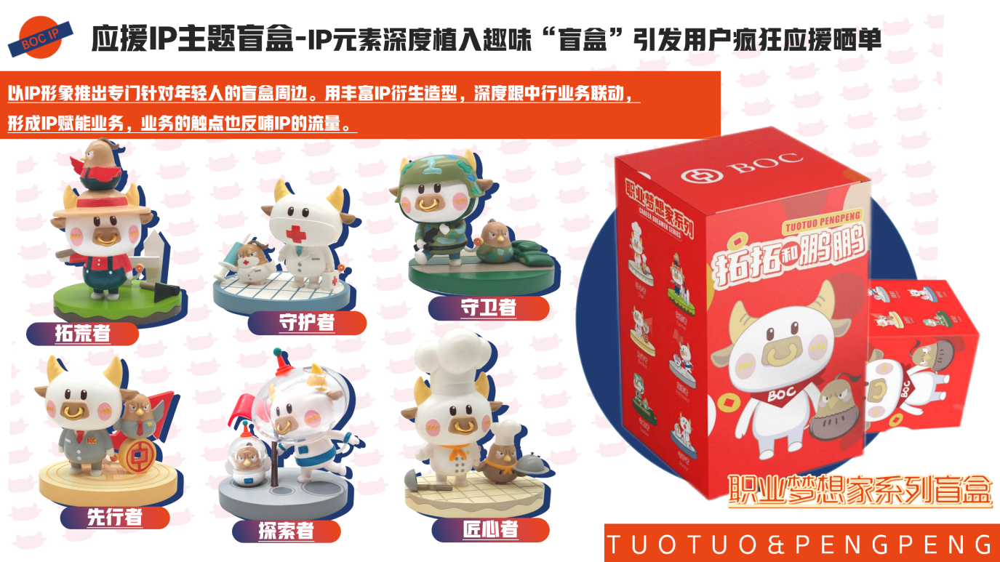 BOC IP
应援IP主题盲盒-IP元素深度植入趣味“盲盒”引发用户疯狂应援晒单
以IP形象推出专门针对年轻人的盲盒周边。用丰富IP衍生造型，深度跟中行业务联动，
形成IP赋能业务，业务的触点也反哺IP的流量。
拓荒者
守护者
守卫者
先行者
探索者
匠心者
BOC
BOC
职业梦想家系列
CAREER DREAMER SERIES
TUOTUO PENGPENG
拓拓和鹏鹏
BOC
BOC
职业梦想家系列盲盒
TUOTUO&PENGPENG